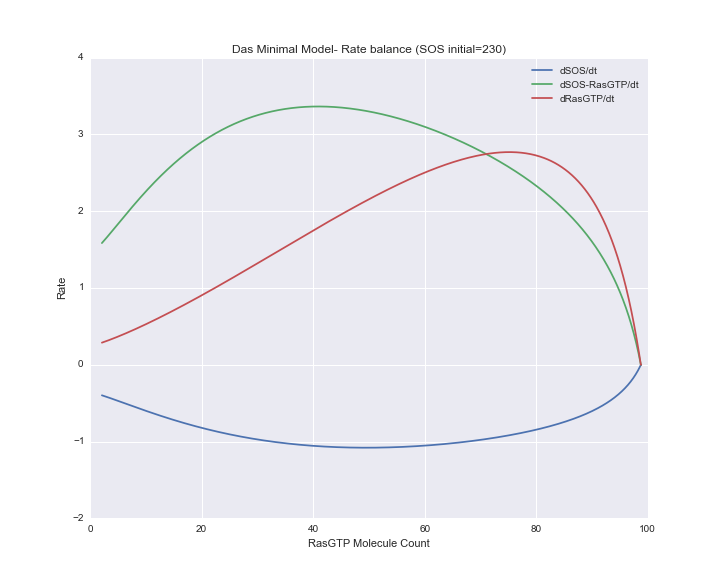 Das Minimal Model- Rate balance (SOS initial=230)
dSOS/dt
dSOS-RasGTP/dt
dRasGTP/dt
4
3
2
1
0
−1
−2
Rate
0 20 40 60 80 100
RasGTP Molecule Count